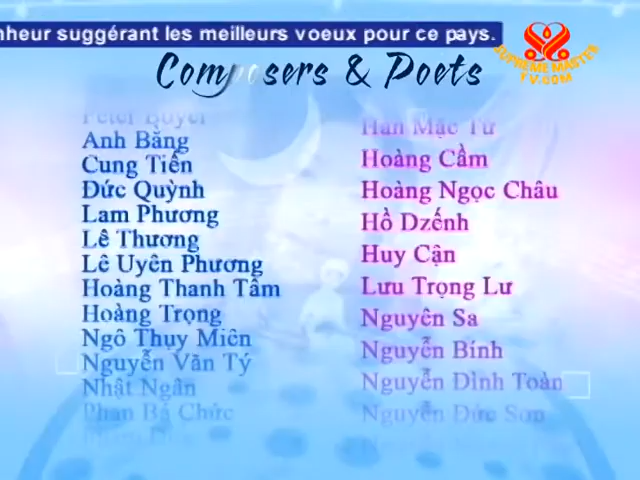 nheur suggérant les meilleurs voeux pour ce pays.
SUPREME MASTER
TV.COM
Composers & Poets
Peter Boyer
Anh Bằng
Cung Tiến
Đức Quỳnh
Lam Phương
Lê Thương
Lê Uyên Phương
Hoàng Thanh Tâm
Hoàng Trọng
Ngô Thụy Miên
Nguyễn Văn Tý
Nhật Ngân
Phan Bá Chức
Hàn Mặc Tử
Hoàng Cầm
Hoàng Ngọc Châu
Hồ Dzếnh
Huy Cận
Lưu Trọng Lư
Nguyên Sa
Nguyễn Bính
Nguyễn Đình Toàn
Nguyễn Đức Sơn